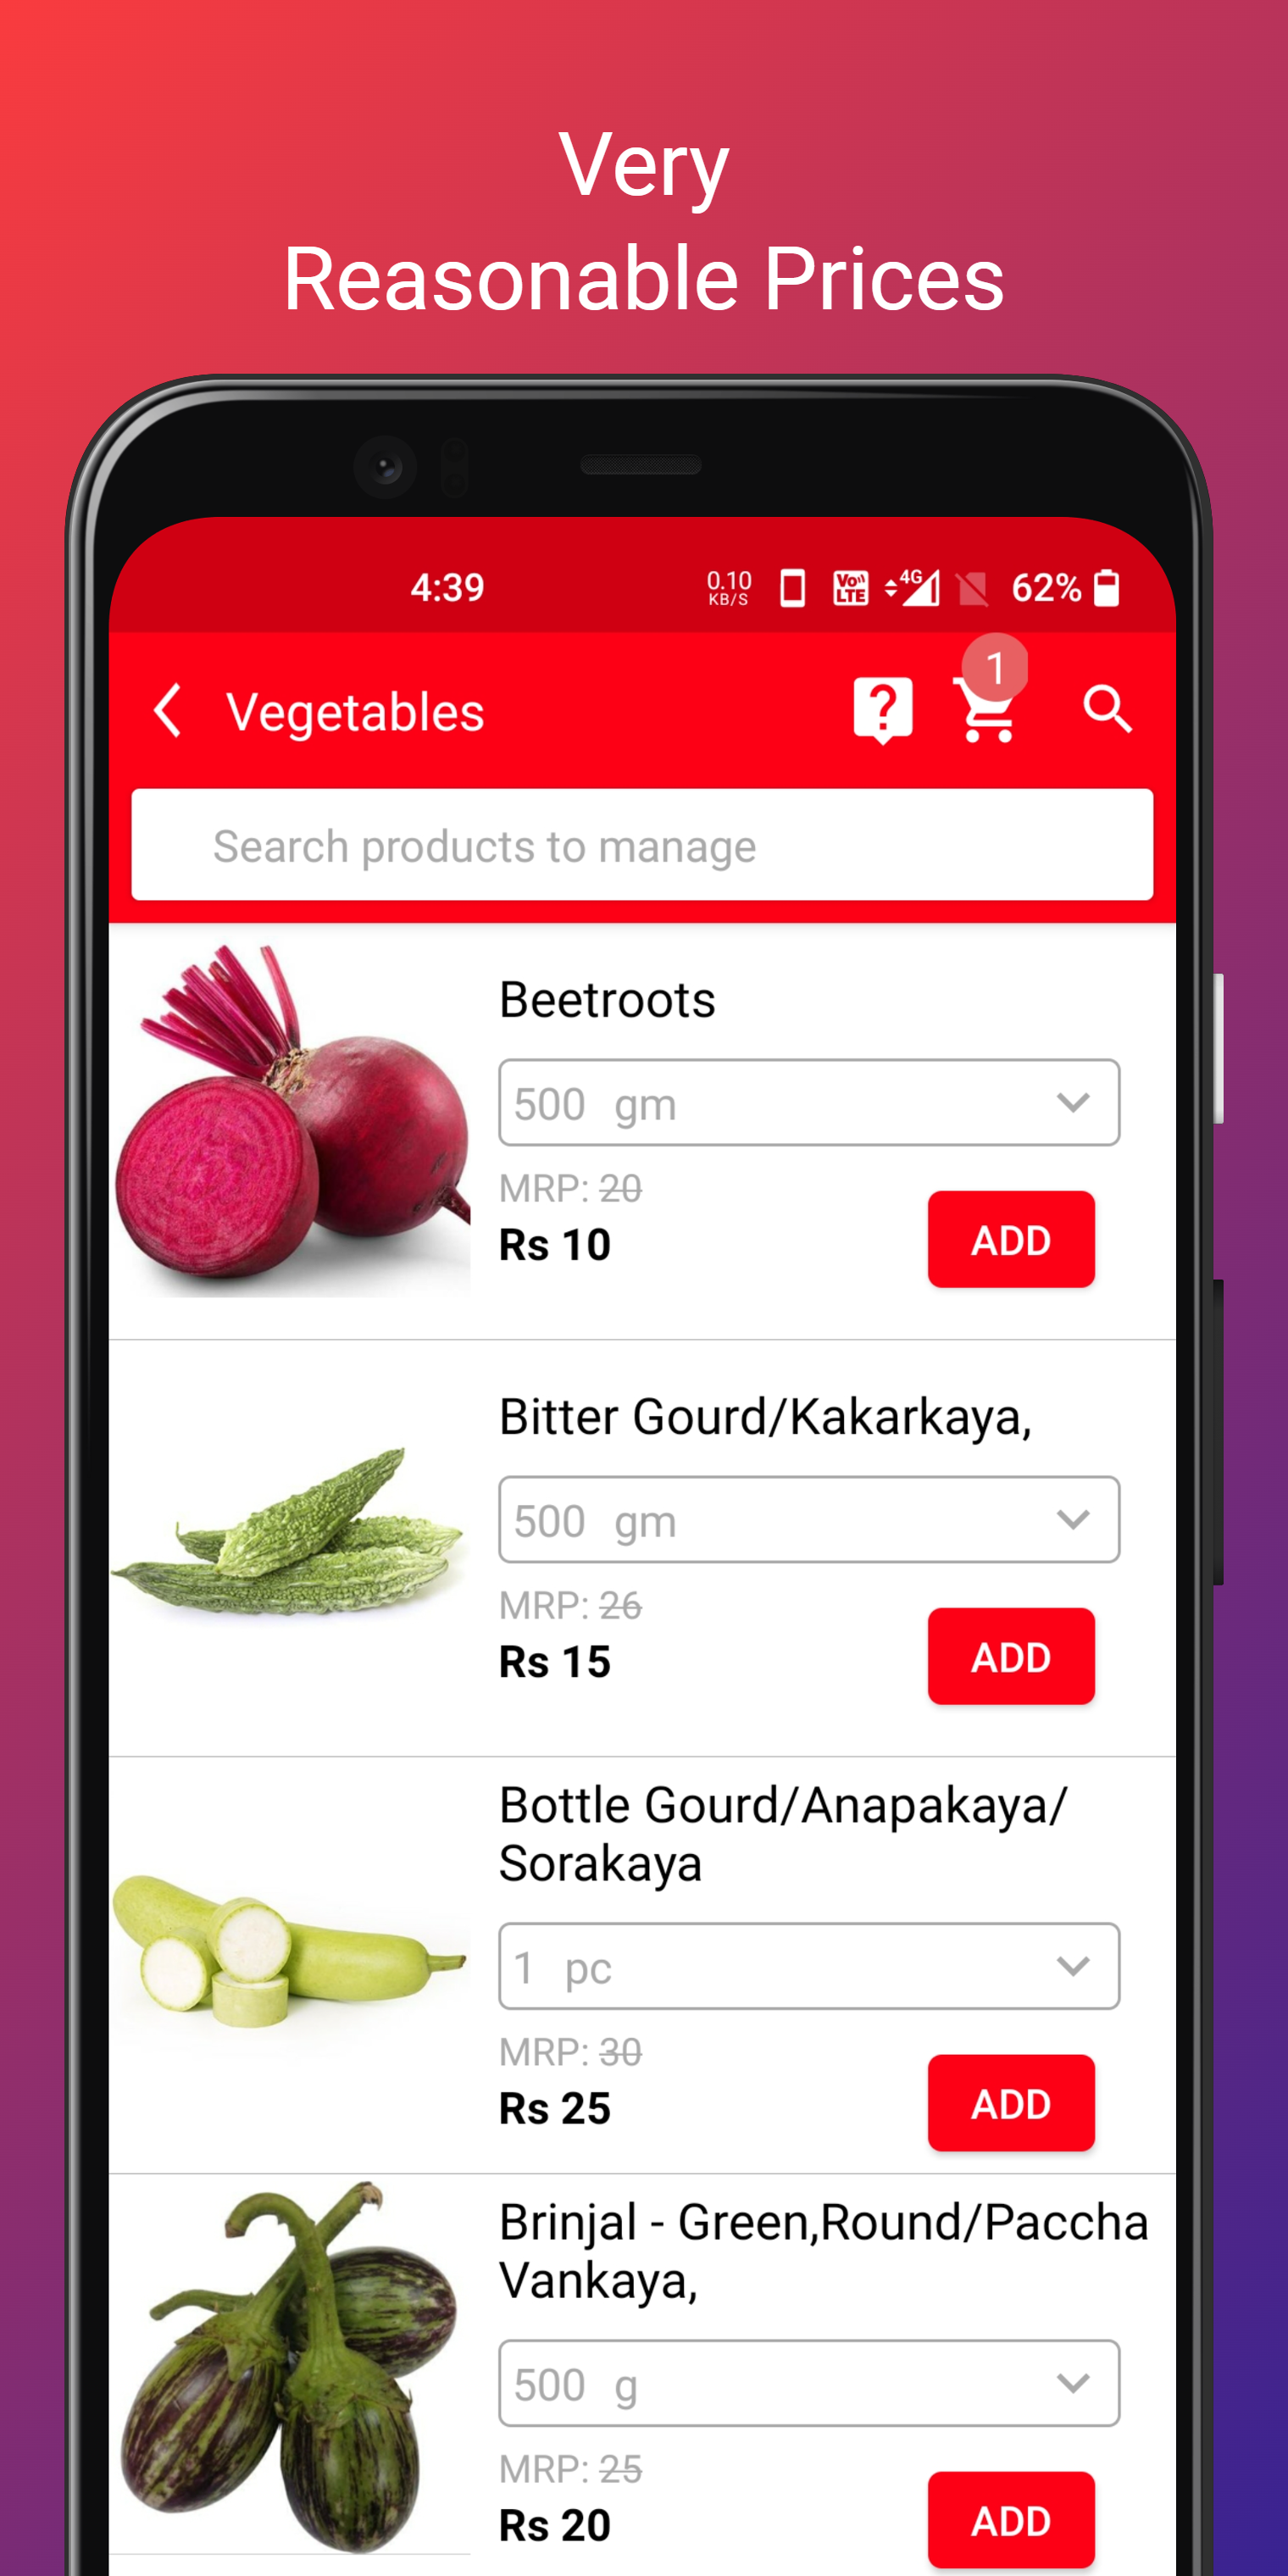 Very
Reasonable Prices
4:39
0.10
KB/S
Vo
LTE
4G
62%
1
Vegetables
?
Search products to manage
Beetroots
500 gm
MRP: 20
Rs 10
ADD
Bitter Gourd/Kakarkaya,
500 gm
MRP: 26
Rs 15
ADD
Bottle Gourd/Anapakaya/
Sorakaya
1 pc
MRP: 30
Rs 25
ADD
Brinjal - Green,Round/Paccha
Vankaya,
500 g
MRP: 25
Rs 20
ADD